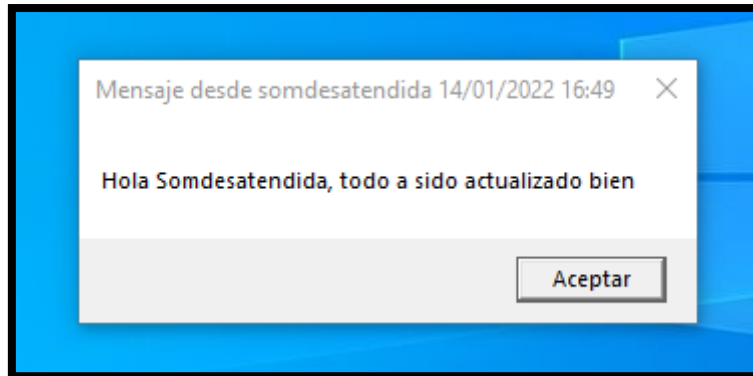 Mensaje desde somdesatendida 14/01/2022 16:49
Hola Somdesatendida, todo a sido actualizado bien
Aceptar